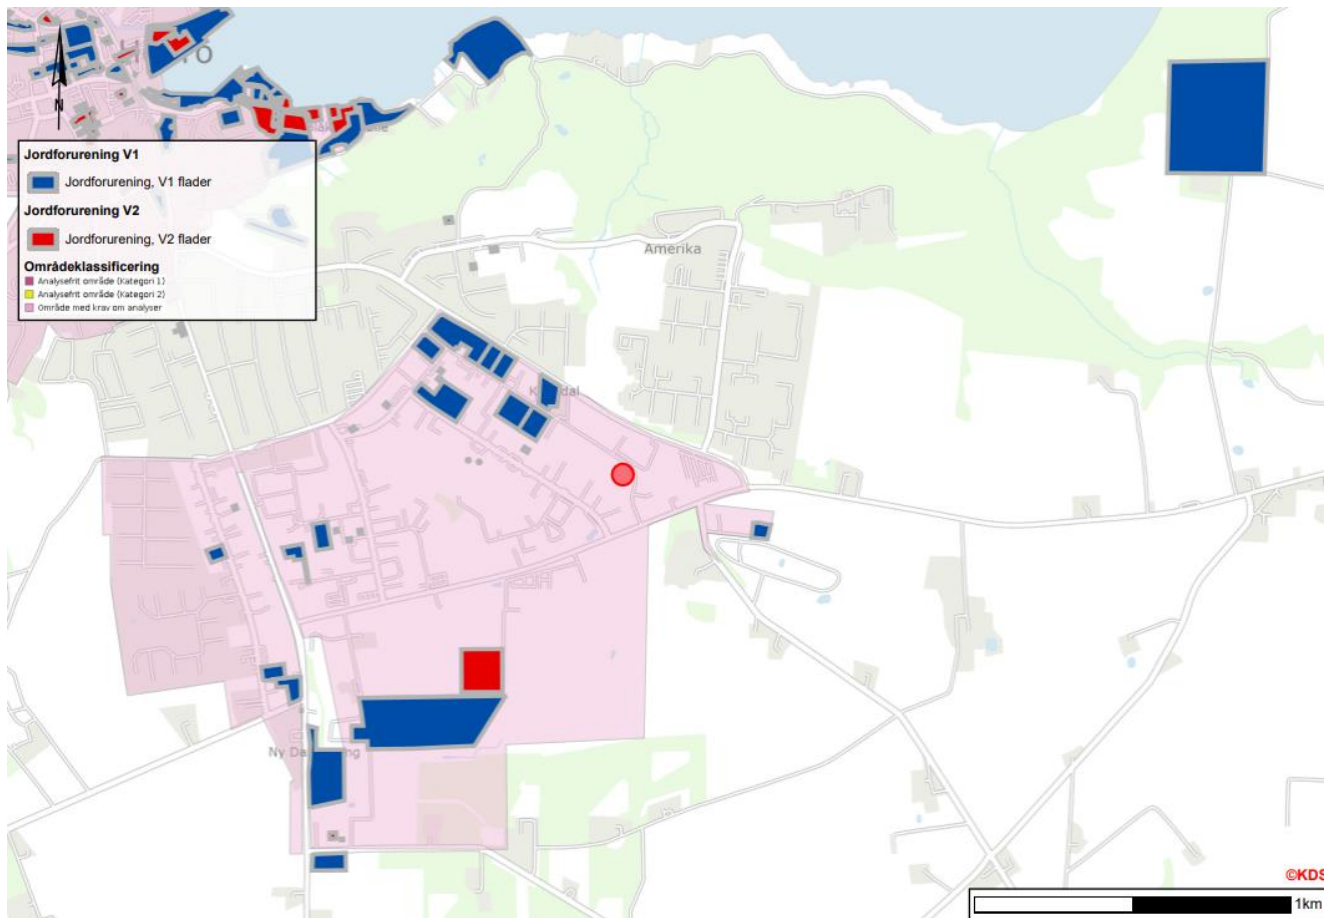 N
Jordforurening V1
Jordforurening, V1 flader
Jordforurening V2
Jordforurening, V2 flader
Områdeklassificering
Analysefrit område (Kategori 1)
Analysefrit område (Kategori 2)
Område med krav om analyser
Amerika
©KDS
1km